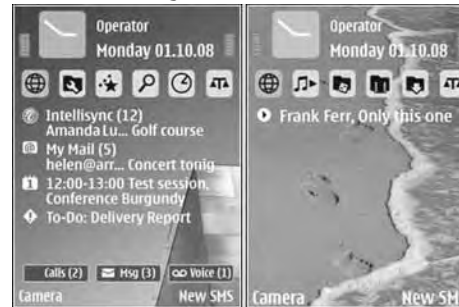 Operator
Monday 01.10.08
Intellisync (12)
Amanda Lu... Golf course
My Mail (5)
helen@arr... Concert tonig
1
12:00-13:00 Test session,
Conference Burgundy
To-Do: Delivery Report
Calls (2)
Msg (3)
Voice (1)
Camera
New SMS
Operator
Monday 01.10.08
Frank Ferr, Only this one
Camera
New SM